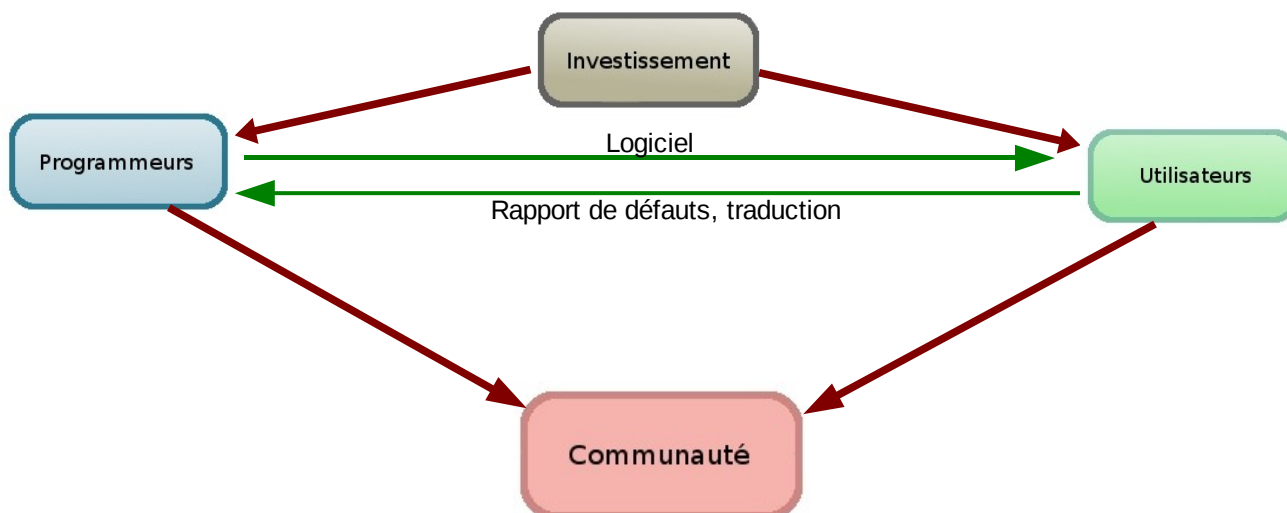 Investissement
Programmeurs
Logiciel
Utilisateurs
Rapport de défauts, traduction
Communauté